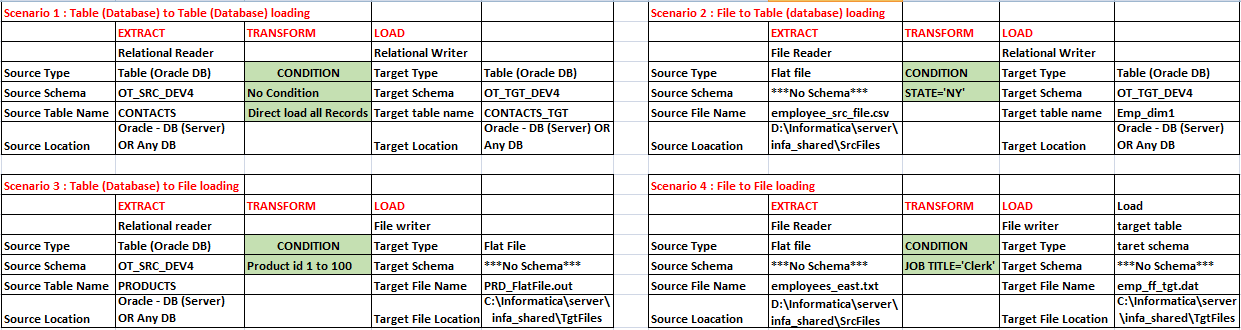 Scenario 1 : Table (Database) to Table (Database) loading
EXTRACT TRANSFORM LOAD
Relational Reader Relational Writer
Source Type Table (Oracle DB) CONDITION Target Type Table (Oracle DB)
Source Schema OT_SRC_DEV4 No Condition Target Schema OT_TGT_DEV4
Source Table Name CONTACTS Direct load all Records Target table name CONTACTS_TGT
Oracle - DB (Server) Oracle - DB (Server) OR
Source Location OR Any DB Target Location Any DB
Scenario 2 : File to Table (database) loading
EXTRACT TRANSFORM LOAD
File Reader Relational Writer
Source Type Flat file CONDITION Target Type Table (Oracle DB)
Source Schema ***No Schema*** STATE='NY' Target Schema OT_TGT_DEV4
Source File Name employee_src_file.csv Target table name Emp_dim1
D:\Informatica\server\ Oracle - DB (Server)
Source Loacation infa_shared\SrcFiles Target Location OR Any DB
Scenario 3 : Table (Database) to File loading
EXTRACT TRANSFORM LOAD
Relational reader File writer
Source Type Table (Oracle DB) CONDITION Target Type Flat File
Source Schema OT_SRC_DEV4 Product id 1 to 100 Target Schema ***No Schema***
Source Table Name PRODUCTS Target File Name PRD_FlatFile.out
Oracle - DB (Server) C:\Informatica\server\
Source Location OR Any DB Target File Location infa_shared\TgtFiles
Scenario 4 : File to File loading
EXTRACT TRANSFORM LOAD Load
File Reader File writer target table
Source Type Flat file CONDITION Target Type taret schema
Source Schema ***No Schema*** JOB TITLE='Clerk' Target Schema ***No Schema***
Source File Name employees_east.txt Target File Name emp_ff_tgt.dat
D:\Informatica\server\ C:\Informatica\server
Source Location infa_shared\SrcFiles Target File Location \infa_shared\TgtFiles